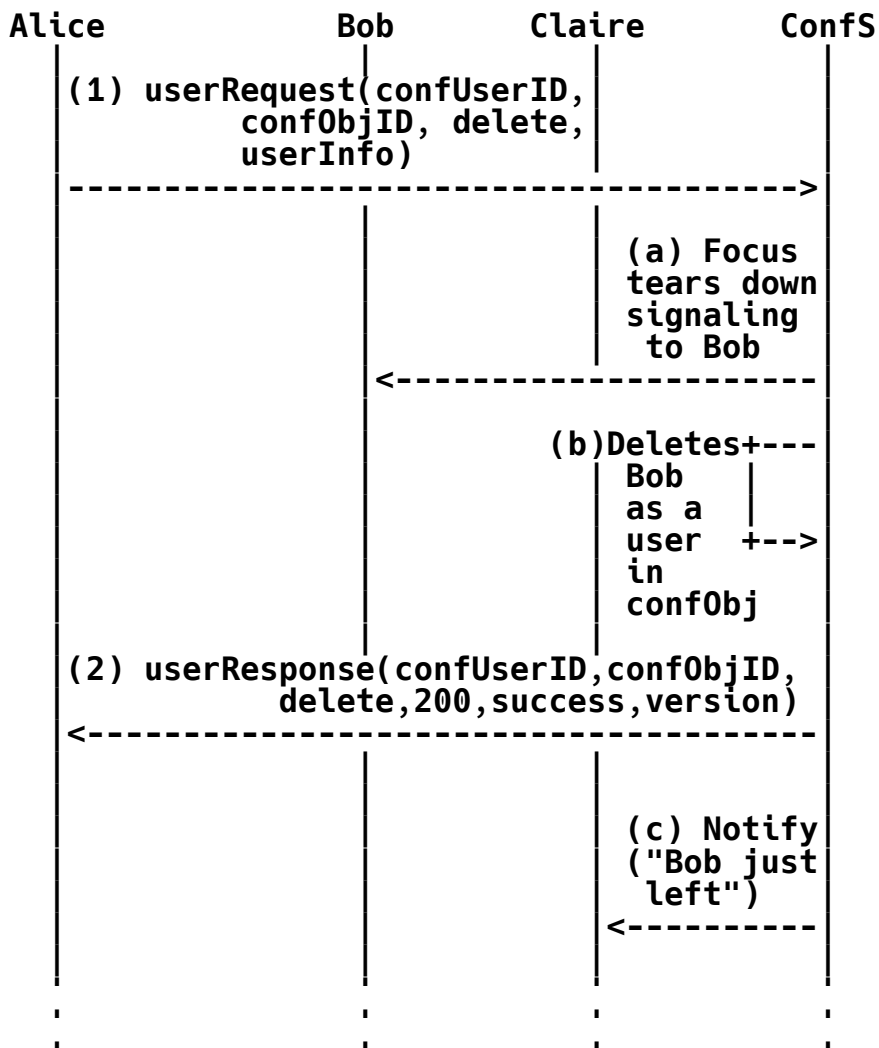 Alice Bob Claire ConfS
(1) userRequest(confUserID,
confObjID, delete,
userInfo)
(a) Focus
tears down
signaling
to Bob
(b)Deletes
Bob
as a
user
in
confObj
(2) userResponse(confUserID,confObjID,
delete,200,success,version)
(c) Notify
("Bob just
left")